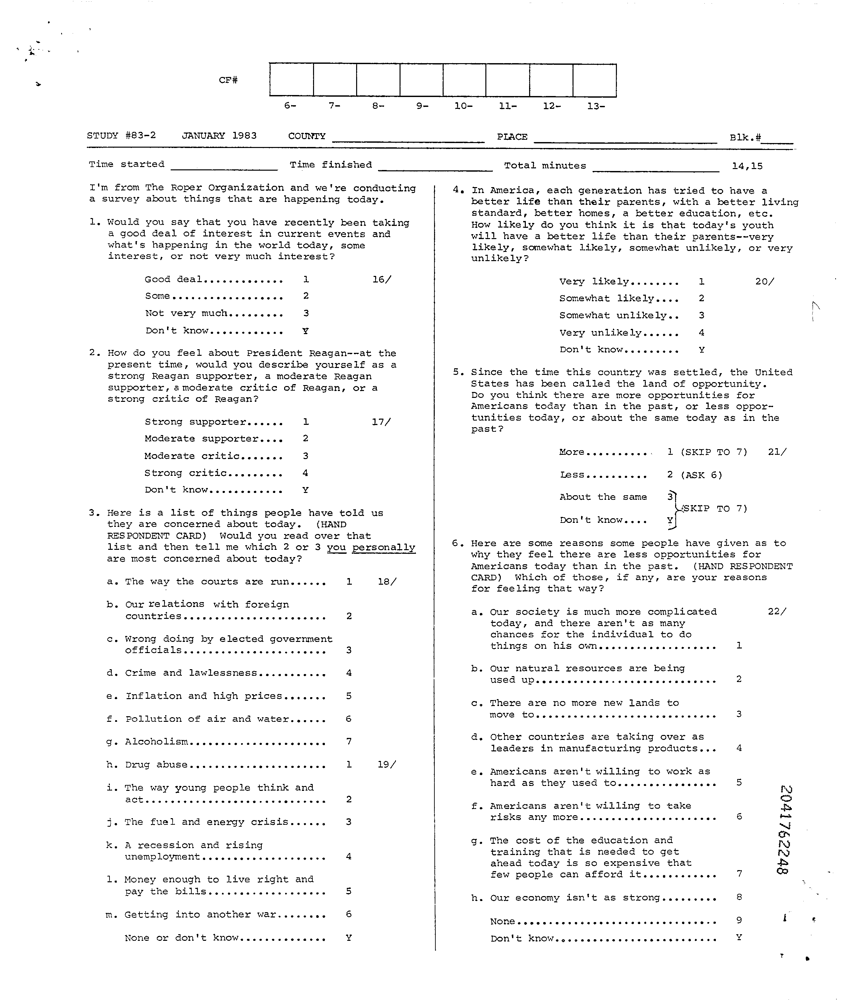 CF#
6- 7- 8- 9- 10- 11- 12- 13-
STUDY #83-2 JANUARY 1983 COUNTY PLACE Blk.#
Time started Time finished Total minutes 14,15
I'm from The Roper Organization and we're conducting
a survey about things that are happening today.
1. Would you say that you have recently been taking
a good deal of interest in current events and
what's happening in the world today, some
interest, or not very much interest?
Good deal............. 1 16/
Some.................. 2
Not very much......... 3
Don't know............ Y
2. How do you feel about President Reagan--at the
present time, would you describe yourself as a
strong Reagan supporter, a moderate Reagan
supporter, a moderate critic of Reagan, or a
strong critic of Reagan?
Strong supporter...... 1 17/
Moderate supporter.... 2
Moderate critic....... 3
Strong critic......... 4
Don't know............ Y
3. Here is a list of things people have told us
they are concerned about today. (HAND
RESPONDENT CARD) Would you read over that
list and then tell me which 2 or 3 you personally
are most concerned about today?
a. The way the courts are run...... 1 18/
b. Our relations with foreign
countries....................... 2
c. Wrong doing by elected government
officials....................... 3
d. Crime and lawlessness........... 4
e. Inflation and high prices....... 5
f. Pollution of air and water...... 6
g. Alcoholism...................... 7
h. Drug abuse...................... 1 19/
i. The way young people think and
act............................. 2
j. The fuel and energy crisis...... 3
k. A recession and rising
unemployment.................... 4
l. Money enough to live right and
pay the bills................... 5
m. Getting into another war........ 6
None or don't know.............. Y
4. In America, each generation has tried to have a
better life than their parents, with a better living
standard, better homes, a better education, etc.
How likely do you think it is that today's youth
will have a better life than their parents--very
likely, somewhat likely, somewhat unlikely, or very
unlikely?
Very likely........ 1 20/
Somewhat likely.... 2
Somewhat unlikely.. 3
Very unlikely...... 4
Don't know......... Y
5. Since the time this country was settled, the United
States has been called the land of opportunity.
Do you think there are more opportunities for
Americans today than in the past, or less oppor-
tunities today, or about the same today as in the
past?
More........... 1 (SKIP TO 7) 21/
Less.......... 2 (ASK 6)
About the same 3
(SKIP TO 7)
Don't know.... Y
6. Here are some reasons some people have given as to
why they feel there are less opportunities for
Americans today than in the past. (HAND RESPONDENT
CARD) Which of those, if any, are your reasons
for feeling that way?
a. Our society is much more complicated 22/
today, and there aren't as many
chances for the individual to do
things on his own................... 1
b. Our natural resources are being
used up............................. 2
c. There are no more new lands to
move to............................. 3
d. Other countries are taking over as
leaders in manufacturing products... 4
e. Americans aren't willing to work as
hard as they used to................ 5
f. Americans aren't willing to take
risks any more...................... 6
g. The cost of the education and
training that is needed to get
ahead today is so expensive that
few people can afford it............ 7
h. Our economy isn't as strong......... 8
None................................ 9
Don't know.......................... Y
2041762248